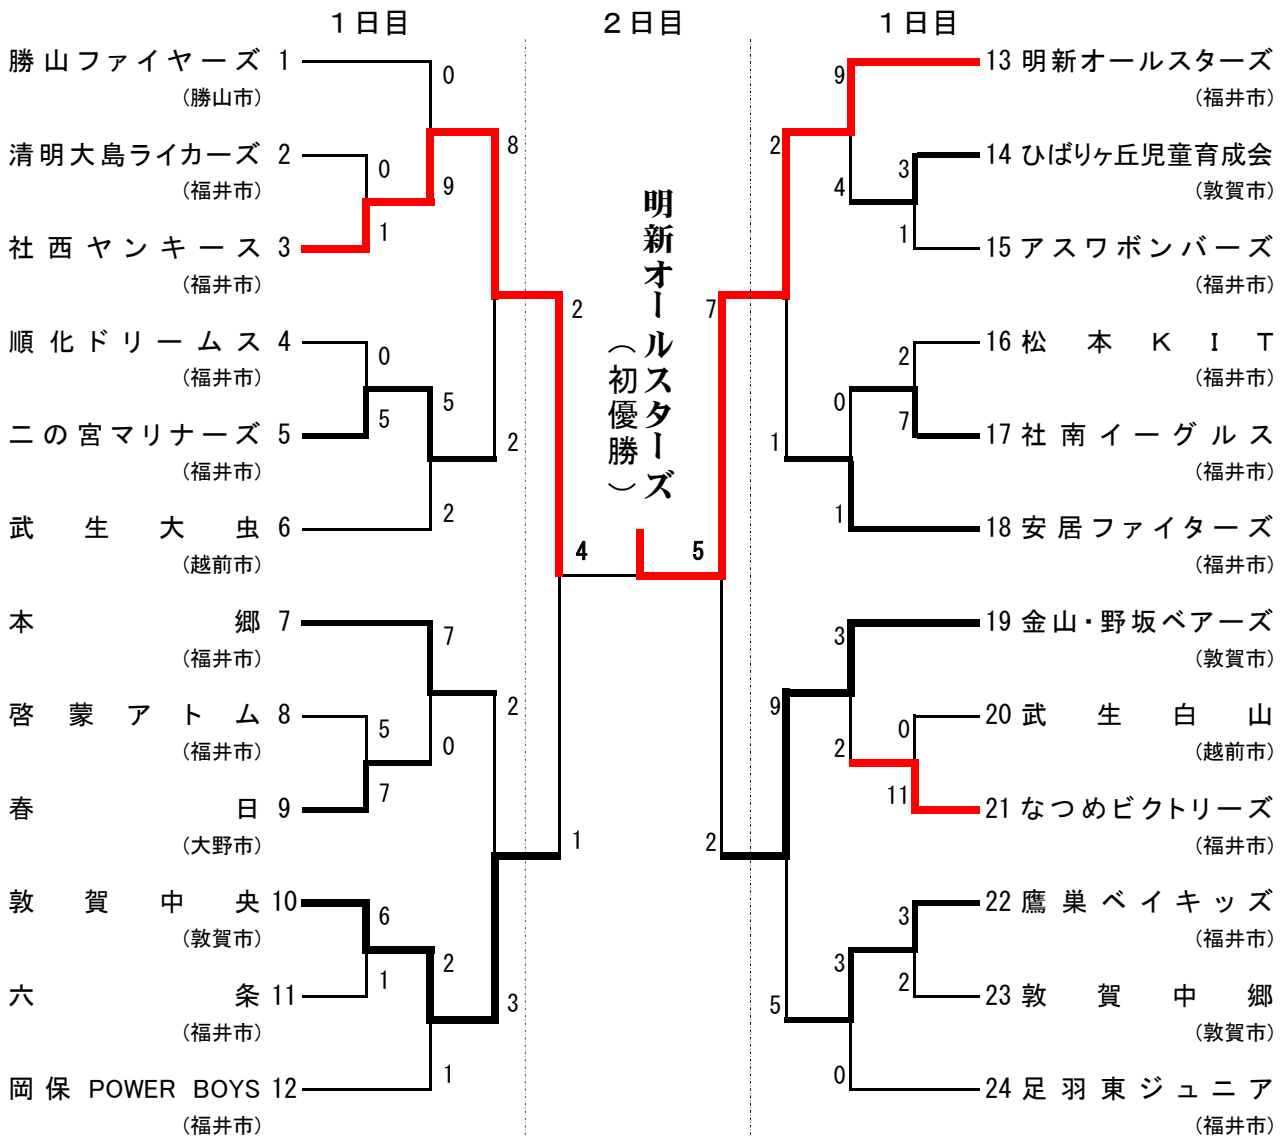 １日目
２日目
１日目
勝山ファイヤーズ 1
（勝山市）
清明大島ライカーズ 2
（福井市）
社西ヤンキース 3
（福井市）
順化ドリームス 4
（福井市）
二の宮マリナーズ 5
（福井市）
武生大虫 6
（越前市）
本郷 7
（福井市）
啓蒙アトム 8
（福井市）
春日 9
（大野市）
敦賀中央 10
（敦賀市）
六条 11
（福井市）
岡保 POWER BOYS 12
（福井市）
0
9
0
1
8
0
5
5
2
2
7
0
5
7
2
6
1
2
1
3
2
1
4
明新オールスターズ
（初優勝）
5
7
2
2
1
9
5
9
4
3
1
2
7
0
1
3
2
0
11
3
2
3
0
13 明新オールスターズ
（福井市）
14 ひばりヶ丘児童育成会
（敦賀市）
15 アスワボンバーズ
（福井市）
16 松本ＫＩＴ
（福井市）
17 社南イーグルス
（福井市）
18 安居ファイターズ
（福井市）
19 金山・野坂ベアーズ
（敦賀市）
20 武生白山
（越前市）
21 なつめビクトリーズ
（福井市）
22 鷹巣ベイキッズ
（福井市）
23 敦賀中郷
（敦賀市）
24 足羽東ジュニア
（福井市）